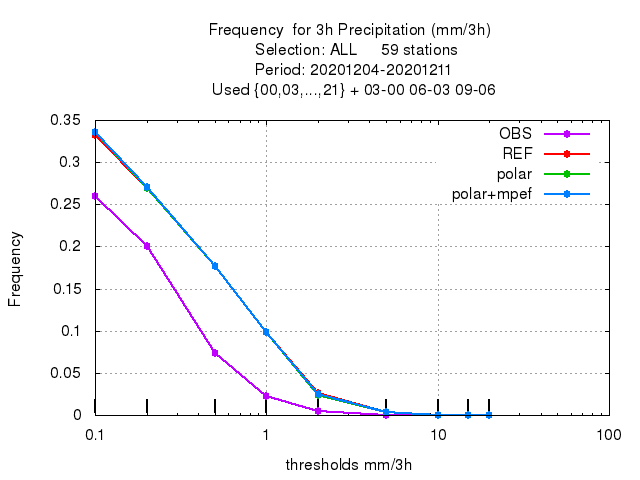 Frequency  for 3h Precipitation (mm/3h)
Selection: ALL     59 stations
Period: 20201204-20201211
Used {00,03,...,21} + 03-00 06-03 09-06
OBS
REF
polar
polar+mpef
0.35
0.3
0.25
0.2
0.15
0.1
0.05
0
Frequency
0.1 1 10 100
thresholds mm/3h